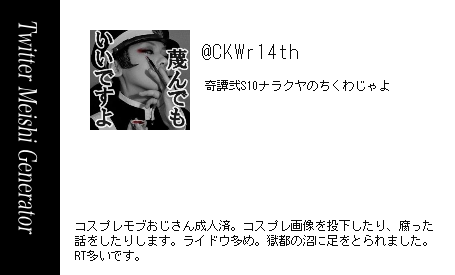 Twitter Meishi Generator
いいですよ
蔑んでも
@CKWr14th
奇譚弐S10ナラクヤのちくわじゃよ
コスプレモブおじさん成人済。コスプレ画像を投下したり、腐った
話をしたりします。ライドウ多め。獄都の沼に足をとられました。
RT多いです。